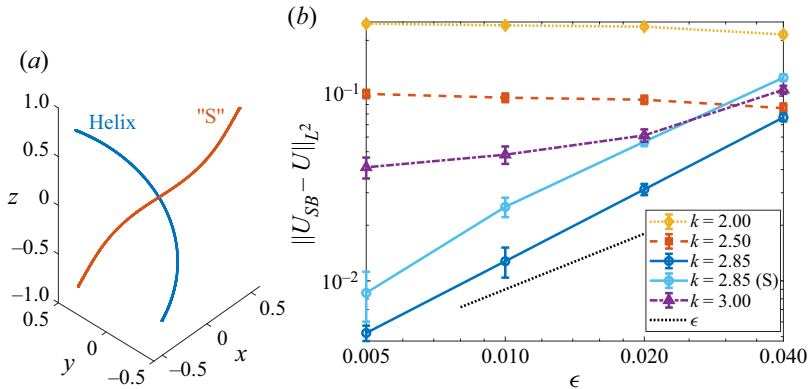 (a)
Helix
"S"
1.0
0.5
z 0
−0.5
−1.0
0.5
0
−0.5
y
−0.5
0
0.5
x
(b)
||U_SB − U||_L²
10⁻¹
10⁻²
k = 2.00
k = 2.50
k = 2.85
k = 2.85 (S)
k = 3.00
ϵ
0.005 0.010 0.020 0.040
ϵ